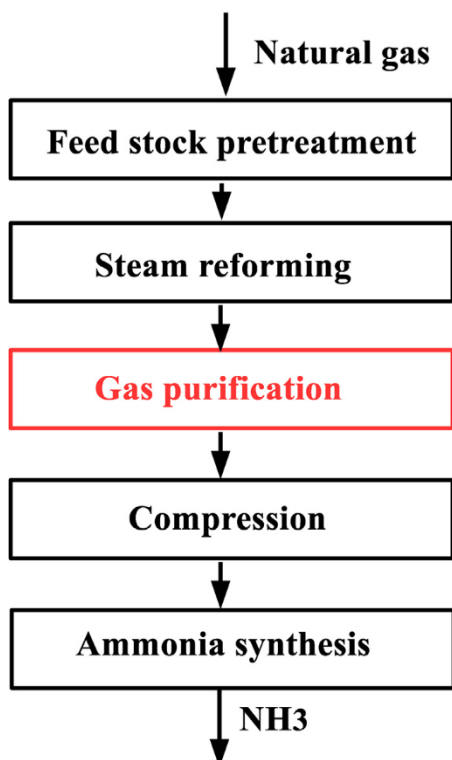 Natural gas
Feed stock pretreatment
Steam reforming
Gas purification
Compression
Ammonia synthesis
NH3